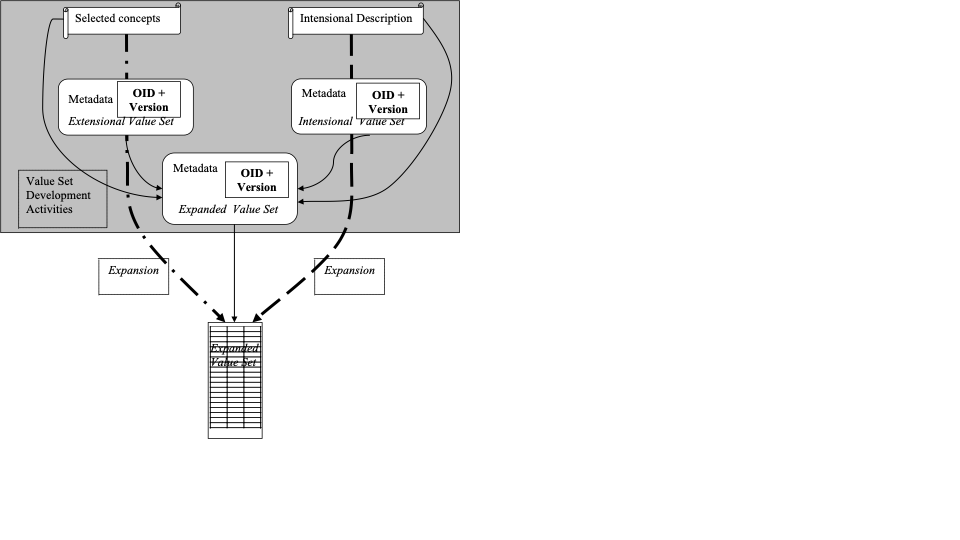 Selected concepts
Intensional Description
Metadata
OID +
Version
Extensional Value Set
Metadata
OID +
Version
Intensional Value Set
Metadata
OID +
Version
Expanded Value Set
Value Set
Development
Activities
Expansion
Expansion
Expanded
Value Set